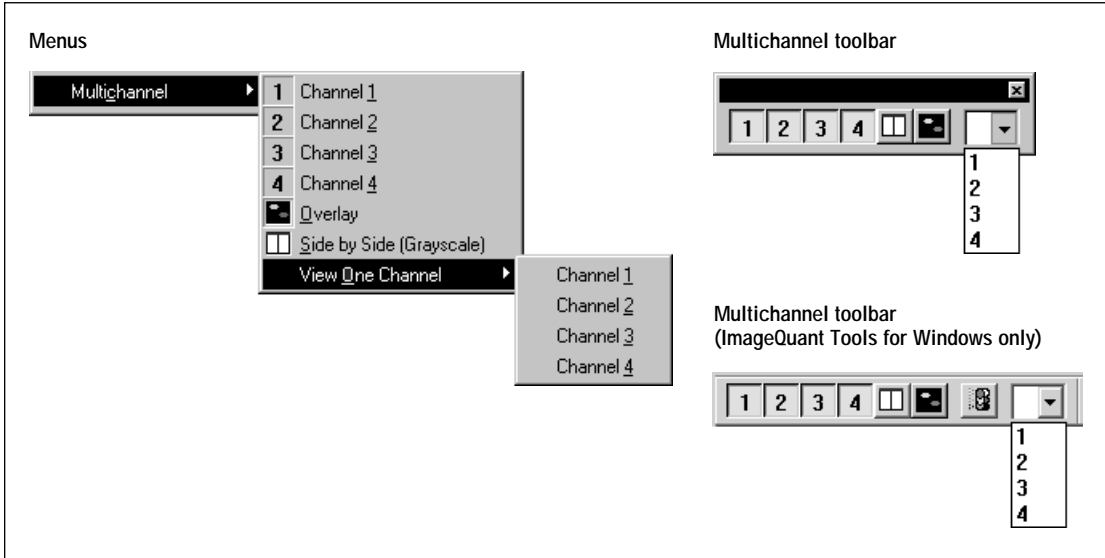 Menus
Multichannel
1 Channel 1
2 Channel 2
3 Channel 3
4 Channel 4
Overlay
Side by Side (Grayscale)
View One Channel
Channel 1
Channel 2
Channel 3
Channel 4
Multichannel toolbar
1 2 3 4
1
2
3
4
Multichannel toolbar
(ImageQuant Tools for Windows only)
1 2 3 4
1
2
3
4